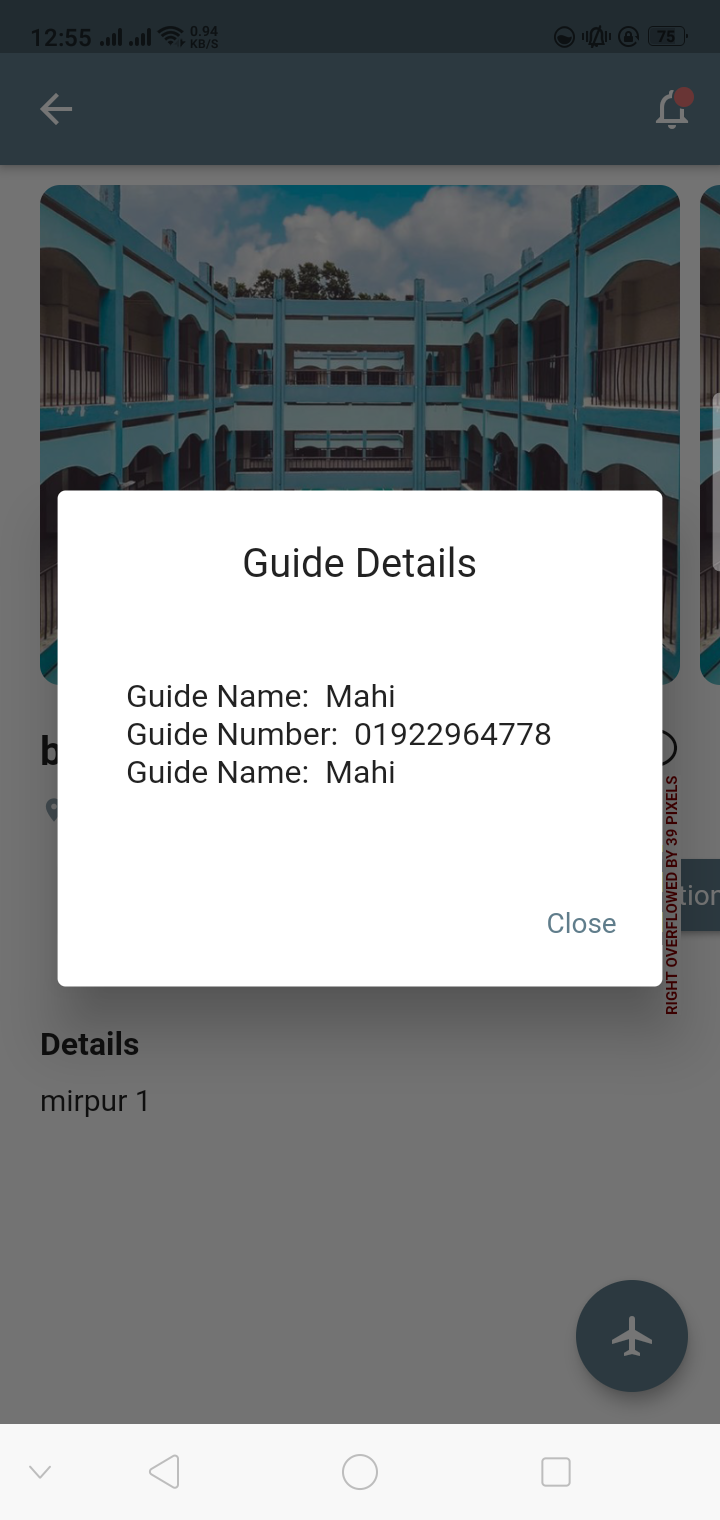 12:55
0.94
KB/S
75
Guide Details
Guide Name: Mahi
Guide Number: 01922964778
Guide Name: Mahi
b
RIGHT OVERFLOWED BY 39 PIXELS
tion
Close
Details
mirpur 1